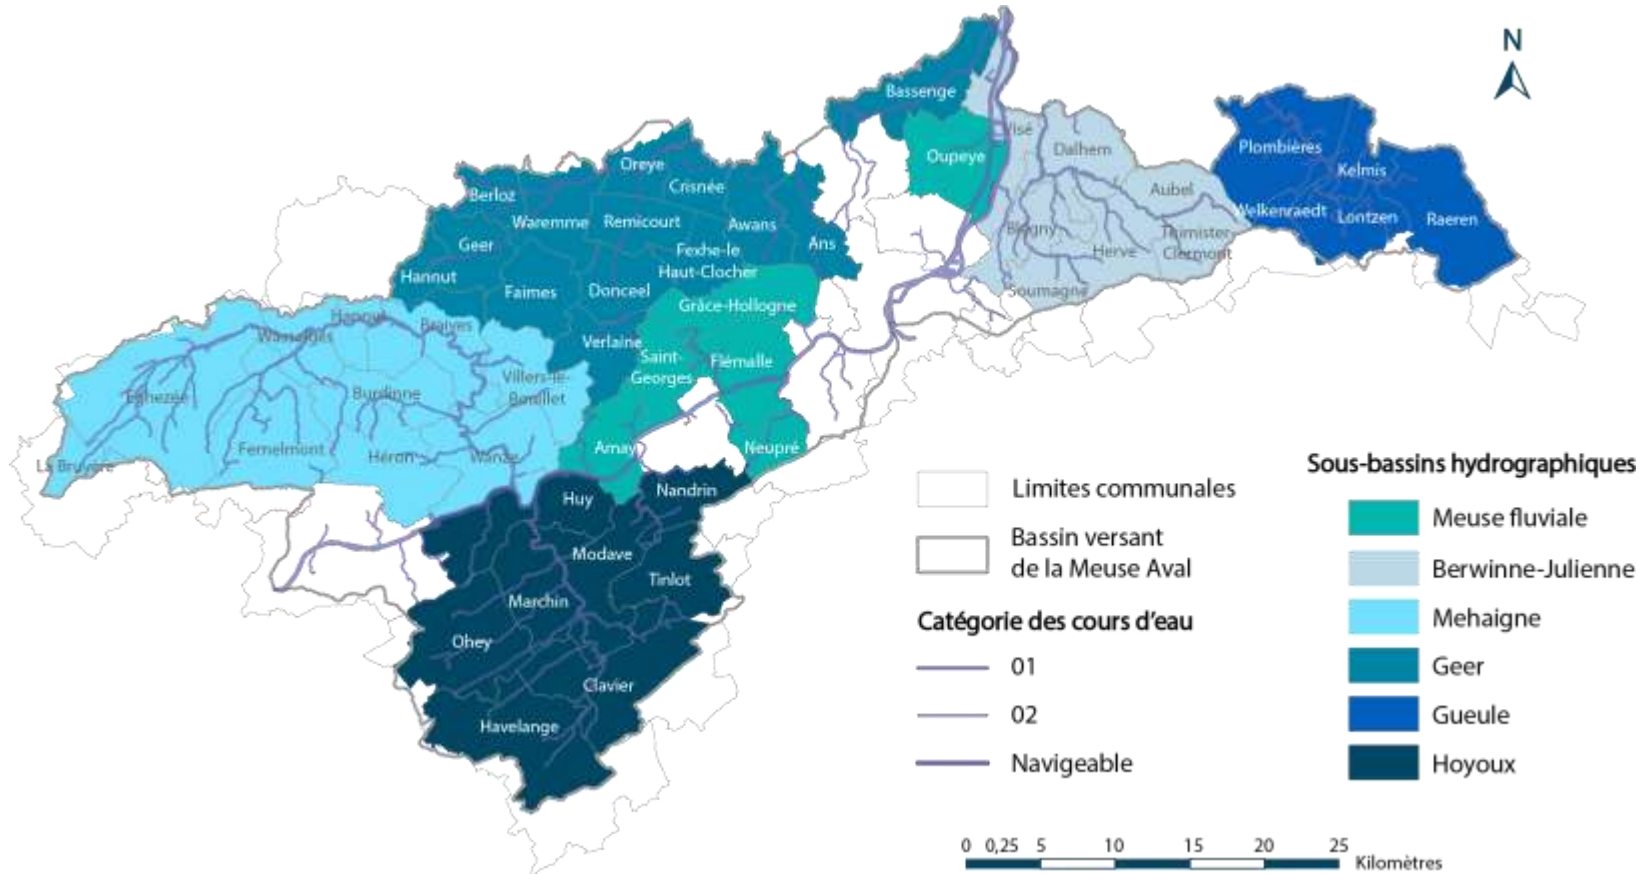 N
Bassenge
Visé
Plombières
Dalhem
Oupeye
Oreye
Kelmis
Crisnée
Berloz
Aubel
Welkenraedt
Lontzen
Raeren
Waremme
Remicourt
Awans
Blegny
Thimister-
Clermont
Geer
Fexhe-le
Haut-Clocher
Ans
Herve
Hannut
Faimes
Donceel
Soumagne
Grâce-Hollogne
Hannut
Braives
Wasseiges
Verlaine
Saint-
Georges
Flémalle
Villers-le-
Bouillet
Eghezée
Burdinne
Fernelmont
Héron
Wanze
Amay
Neupré
La Bruyère
Huy
Nandrin
Modave
Tinlot
Marchin
Ohey
Clavier
Havelange
Limites communales
Bassin versant
de la Meuse Aval
Catégorie des cours d’eau
01
02
Navigeable
Sous-bassins hydrographiques
Meuse fluviale
Berwinne-Julienne
Mehaigne
Geer
Gueule
Hoyoux
0 0,25 5 10 15 20 25
Kilomètres